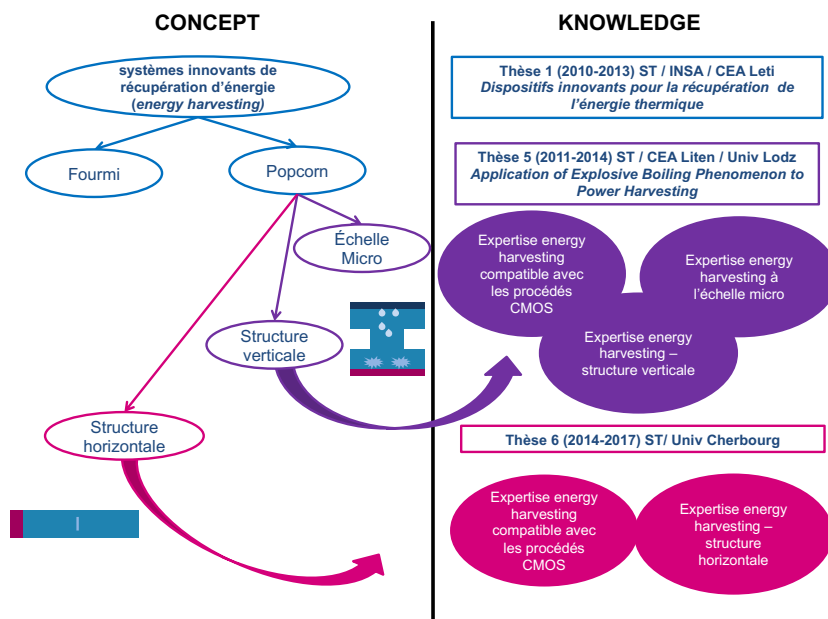 CONCEPT
systèmes innovants de
récupération d'énergie
(energy harvesting)
Fourmi
Popcorn
Échelle
Micro
Structure
verticale
Structure
horizontale
KNOWLEDGE
Thèse 1 (2010-2013) ST / INSA / CEA Leti
Dispositifs innovants pour la récupération de
l'énergie thermique
Thèse 5 (2011-2014) ST / CEA Liten / Univ Lodz
Application of Explosive Boiling Phenomenon to
Power Harvesting
Expertise energy
harvesting
compatible avec
les procédés
CMOS
Expertise energy
harvesting à
l'échelle micro
Expertise energy
harvesting –
structure verticale
Thèse 6 (2014-2017) ST/ Univ Cherbourg
Expertise energy
harvesting
compatible avec
les procédés
CMOS
Expertise energy
harvesting –
structure
horizontale